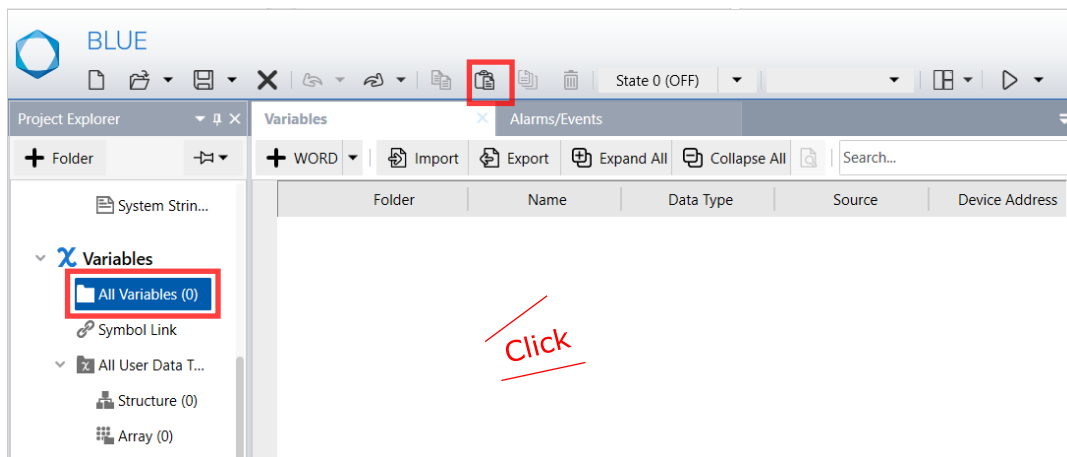 BLUE
State 0 (OFF)
Project Explorer
Variables
Alarms/Events
Folder
WORD
Import
Export
Expand All
Collapse All
Search...
Folder
Name
Data Type
Source
Device Address
System Strin...
Variables
All Variables (0)
Symbol Link
All User Data T...
Structure (0)
Array (0)
Click